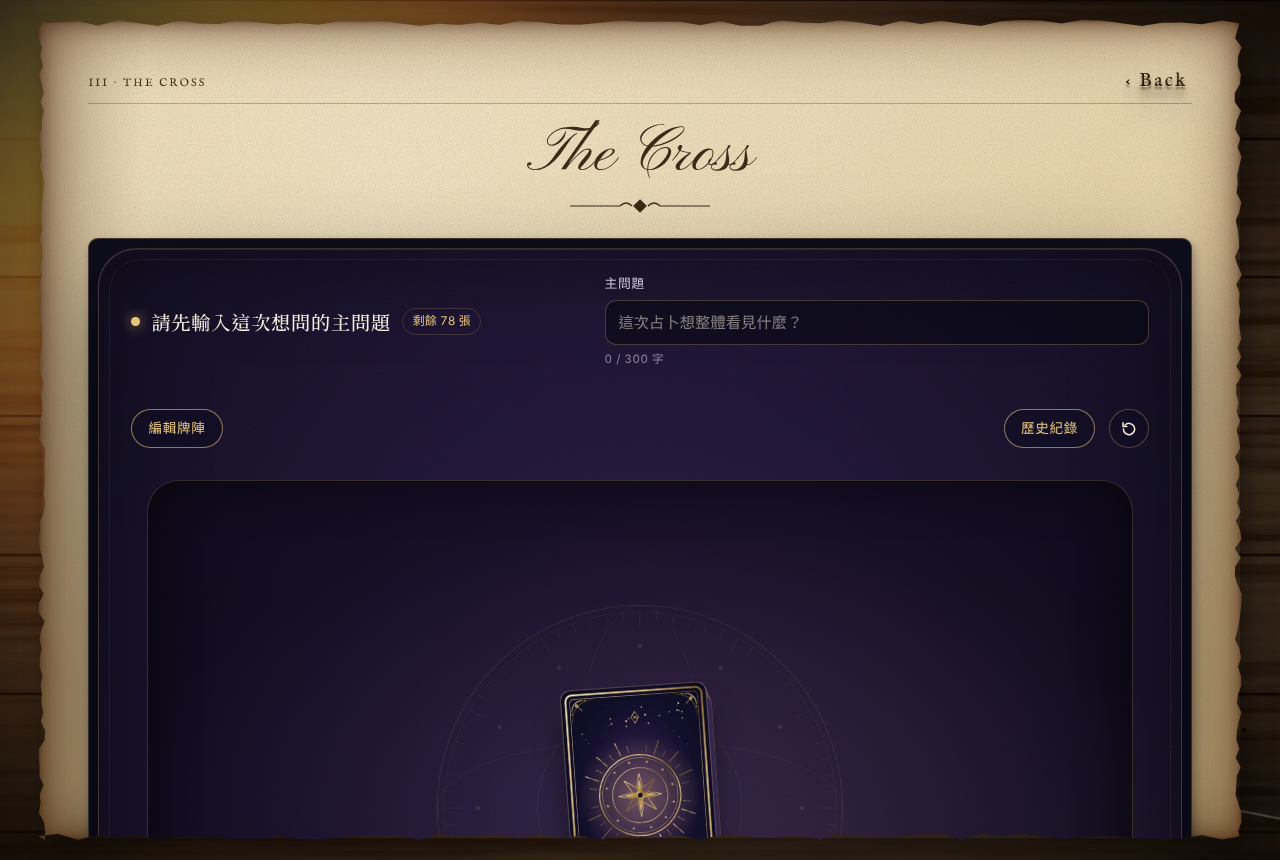 III · THE CROSS
‹ Back
The Cross
主問題
請先輸入這次想問的主問題
剩餘 78 張
這次占卜想整體看見什麼？
0 / 300 字
編輯牌陣
歷史紀錄